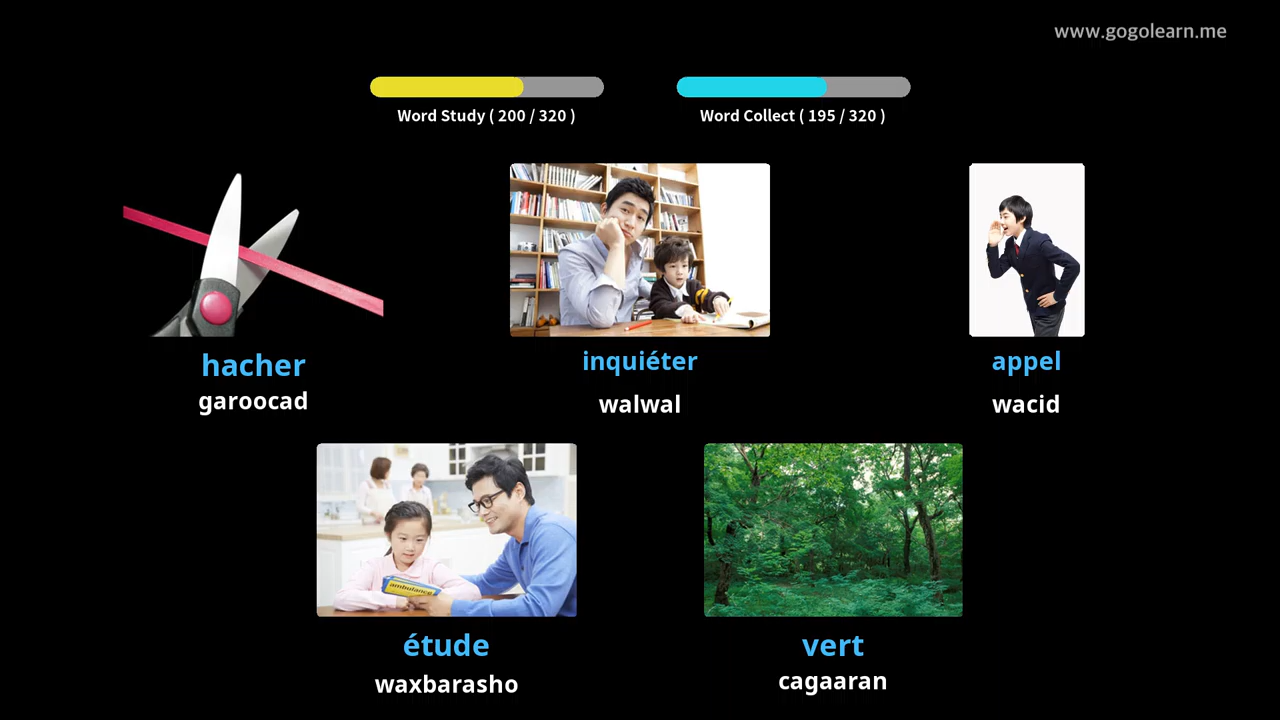 www.gogolearn.me
Word Study ( 200 / 320 )
Word Collect ( 195 / 320 )
hacher
garoocad
inquiéter
walwal
appel
wacid
ambulance
étude
waxbarasho
vert
cagaaran